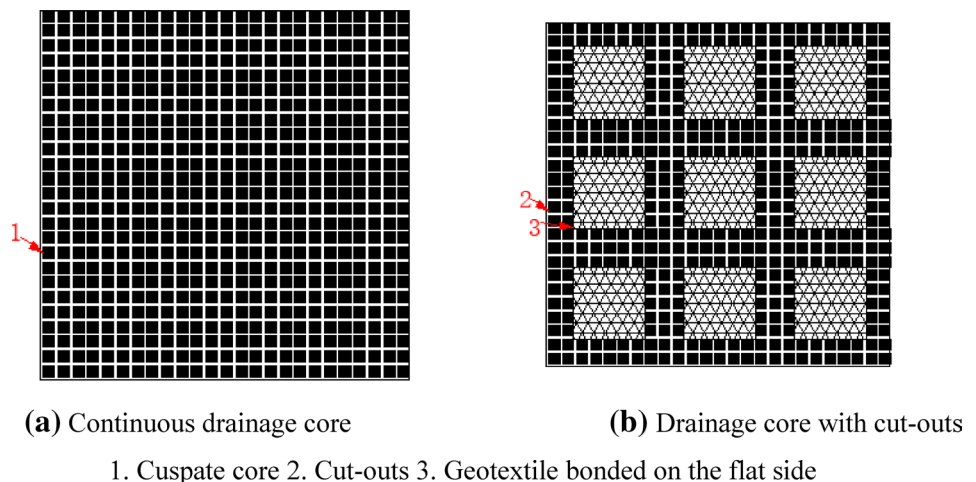 1
2
3
(a) Continuous drainage core
(b) Drainage core with cut-outs
1. Cuspate core 2. Cut-outs 3. Geotextile bonded on the flat side